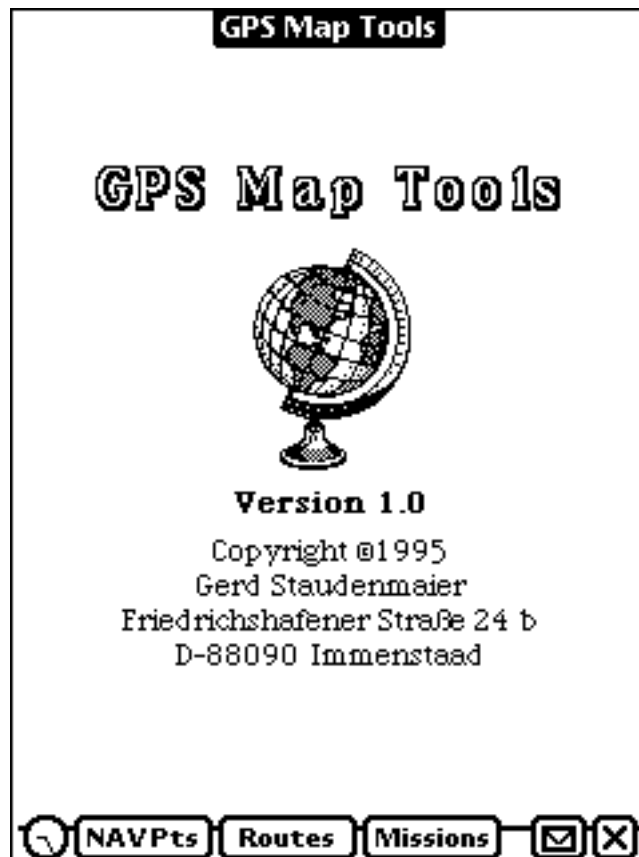 GPS Map Tools
GPS Map Tools
Version 1.0
Copyright ©1995
Gerd Staudenmaier
Friedrichshafener Straße 24 b
D-88090 Immenstaad
NAVPts Routes Missions